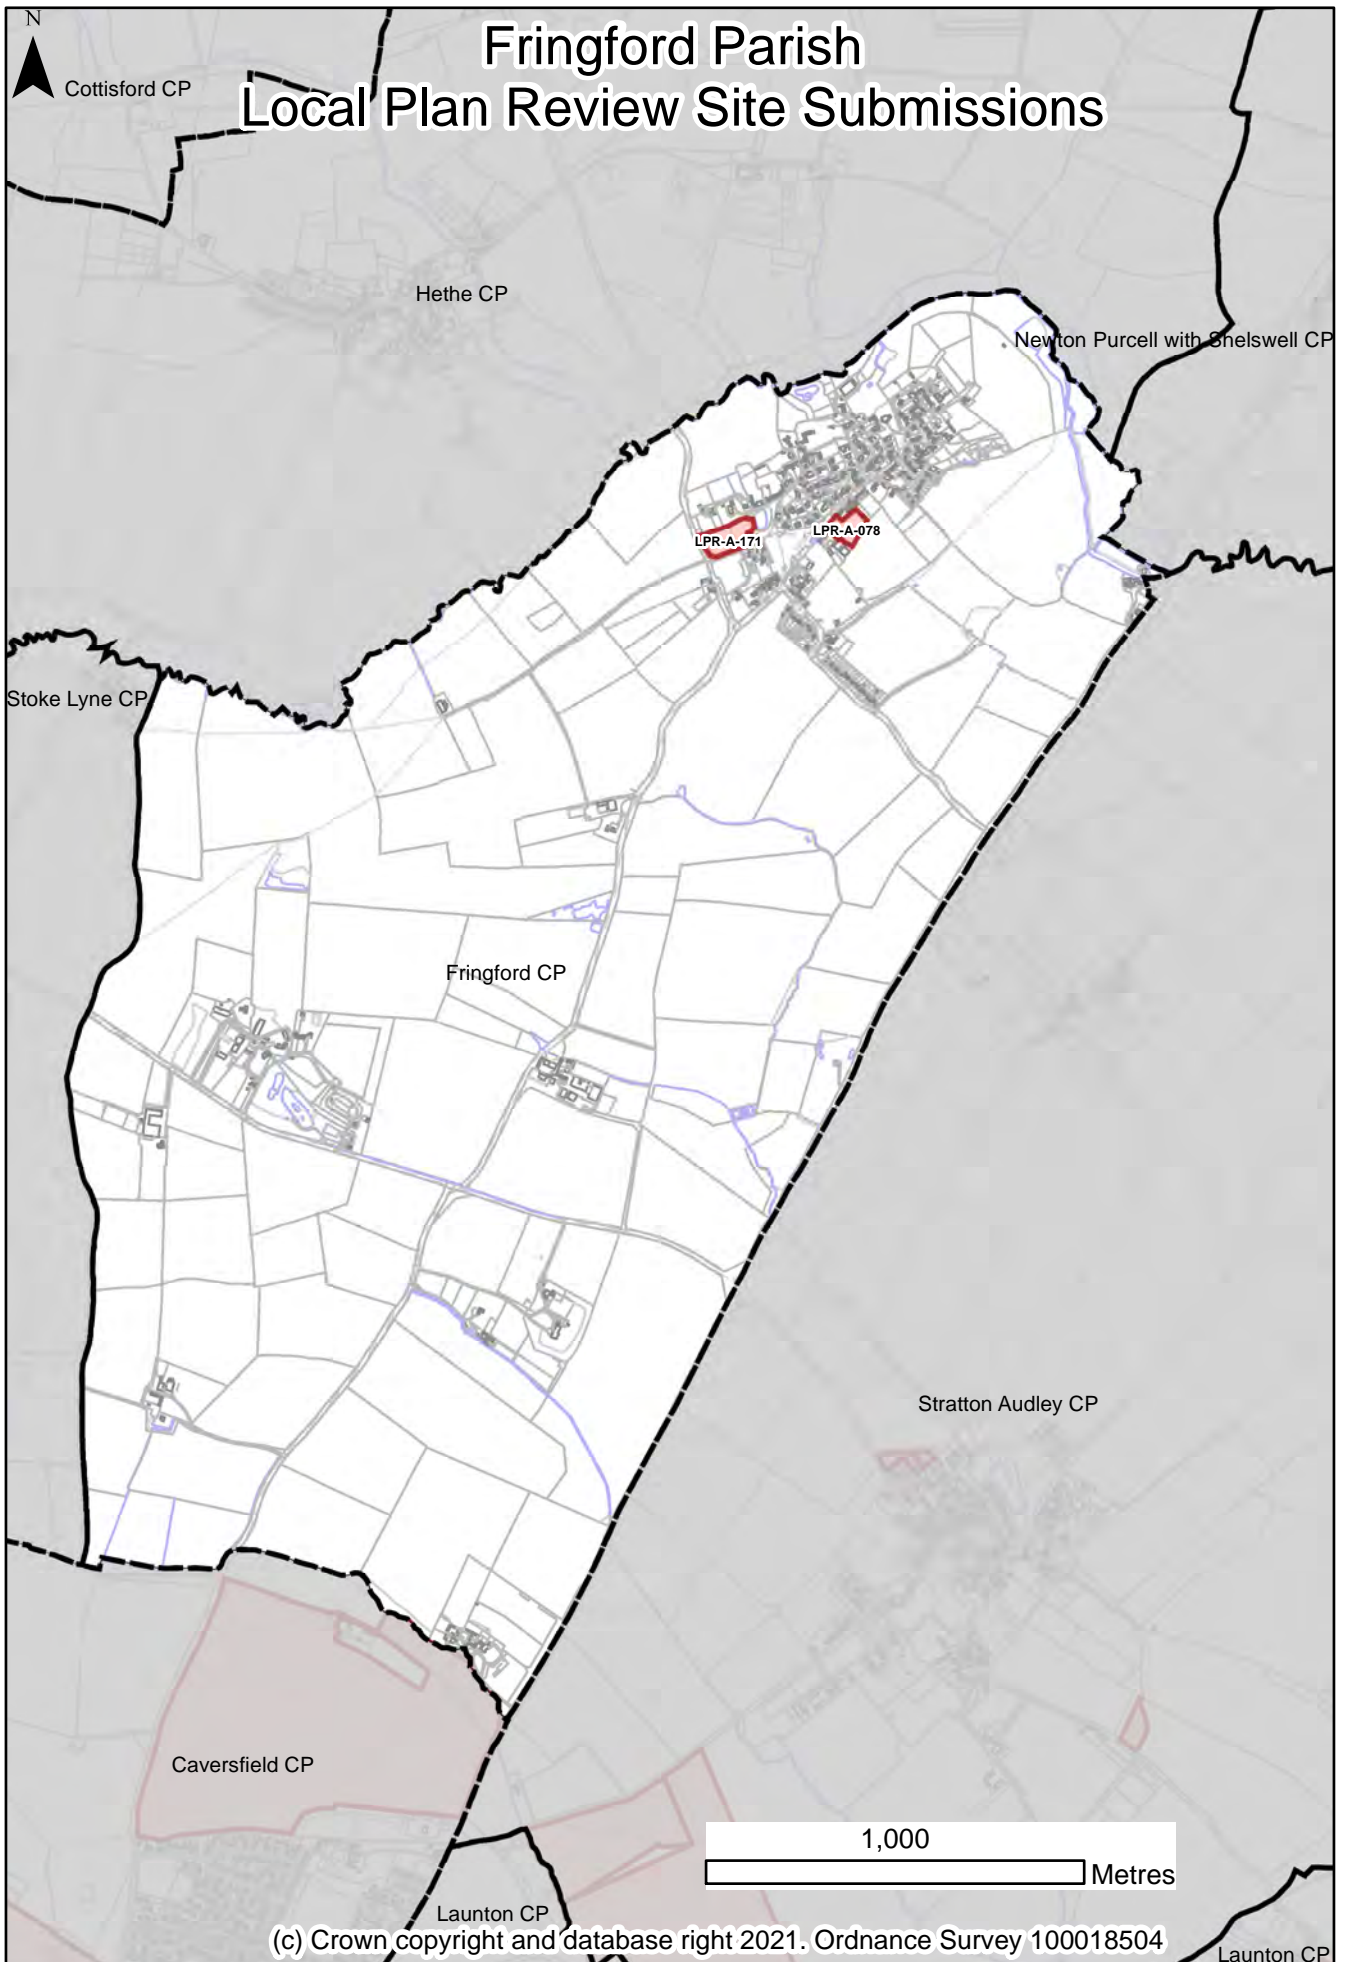 N
Fringford Parish
Local Plan Review Site Submissions
Cottisford CP
Hethe CP
Newton Purcell with Shelswell CP
LPR-A-171
LPR-A-078
Stoke Lyne CP
Fringford CP
Stratton Audley CP
Caversfield CP
1,000
Metres
Launton CP
(c) Crown copyright and database right 2021. Ordnance Survey 100018504
Launton CP